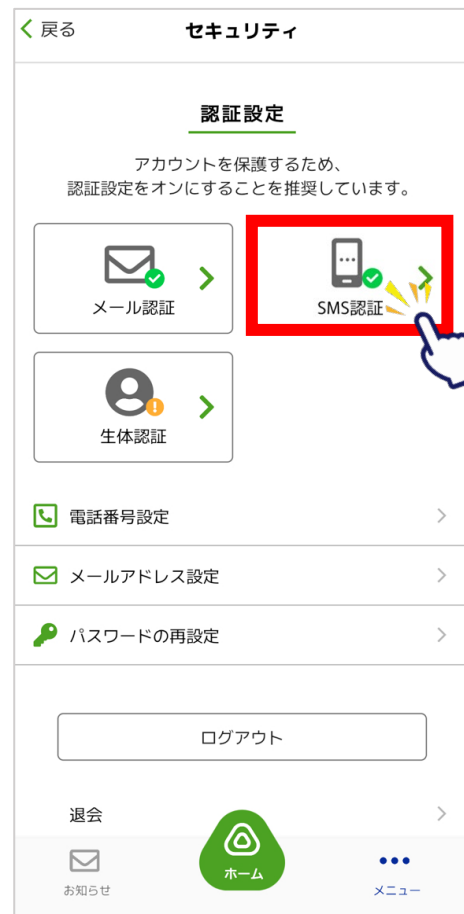 戻る
セキュリティ
認証設定
アカウントを保護するため、
認証設定をオンにすることを推奨しています。
メール認証
SMS認証
生体認証
電話番号設定
メールアドレス設定
パスワードの再設定
ログアウト
退会
お知らせ
ホーム
メニュー